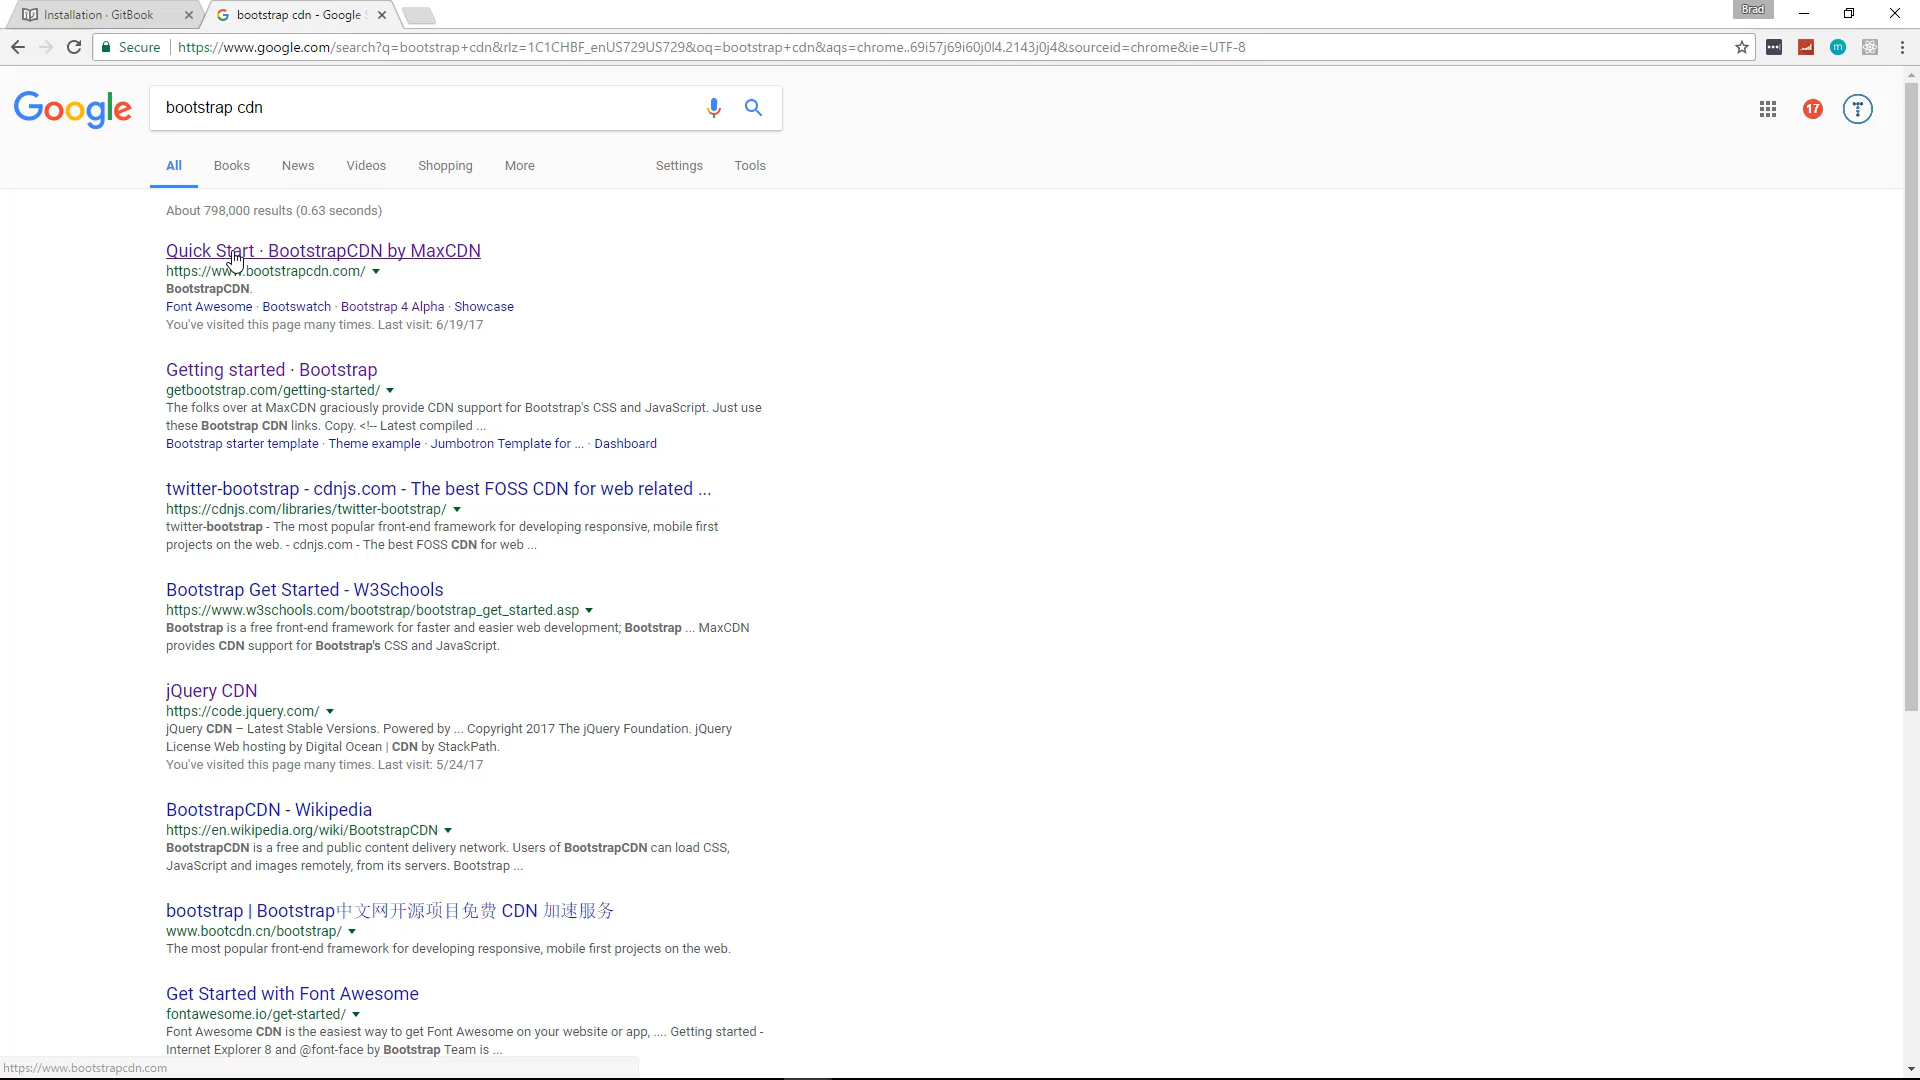 Installation · GitBook
bootstrap cdn - Google S
Brad
Secure
https://www.google.com/search?q=bootstrap+cdn&rlz=1C1CHBF_enUS729US729&oq=bootstrap+cdn&aqs=chrome..69i57j69i60j0l4.2143j0j4&sourceid=chrome&ie=UTF-8
Google
bootstrap cdn
17
All
Books
News
Videos
Shopping
More
Settings
Tools
About 798,000 results (0.63 seconds)
Quick Start · BootstrapCDN by MaxCDN
https://www.bootstrapcdn.com/
BootstrapCDN.
Font Awesome · Bootswatch · Bootstrap 4 Alpha · Showcase
You've visited this page many times. Last visit: 6/19/17
Getting started · Bootstrap
getbootstrap.com/getting-started/
The folks over at MaxCDN graciously provide CDN support for Bootstrap's CSS and JavaScript. Just use
these Bootstrap CDN links. Copy. <!-- Latest compiled ...
Bootstrap starter template · Theme example · Jumbotron Template for ... · Dashboard
twitter-bootstrap - cdnjs.com - The best FOSS CDN for web related ...
https://cdnjs.com/libraries/twitter-bootstrap/
twitter-bootstrap - The most popular front-end framework for developing responsive, mobile first
projects on the web. - cdnjs.com - The best FOSS CDN for web ...
Bootstrap Get Started - W3Schools
https://www.w3schools.com/bootstrap/bootstrap_get_started.asp
Bootstrap is a free front-end framework for faster and easier web development; Bootstrap ... MaxCDN
provides CDN support for Bootstrap's CSS and JavaScript.
jQuery CDN
https://code.jquery.com/
jQuery CDN – Latest Stable Versions. Powered by ... Copyright 2017 The jQuery Foundation. jQuery
License Web hosting by Digital Ocean | CDN by StackPath.
You've visited this page many times. Last visit: 5/24/17
BootstrapCDN - Wikipedia
https://en.wikipedia.org/wiki/BootstrapCDN
BootstrapCDN is a free and public content delivery network. Users of BootstrapCDN can load CSS,
JavaScript and images remotely, from its servers. Bootstrap ...
bootstrap | Bootstrap中文网开源项目免费 CDN 加速服务
www.bootcdn.cn/bootstrap/
The most popular front-end framework for developing responsive, mobile first projects on the web.
Get Started with Font Awesome
fontawesome.io/get-started/
Font Awesome CDN is the easiest way to get Font Awesome on your website or app, .... Getting started -
Internet Explorer 8 and @font-face by Bootstrap Team is ...
https://www.bootstrapcdn.com